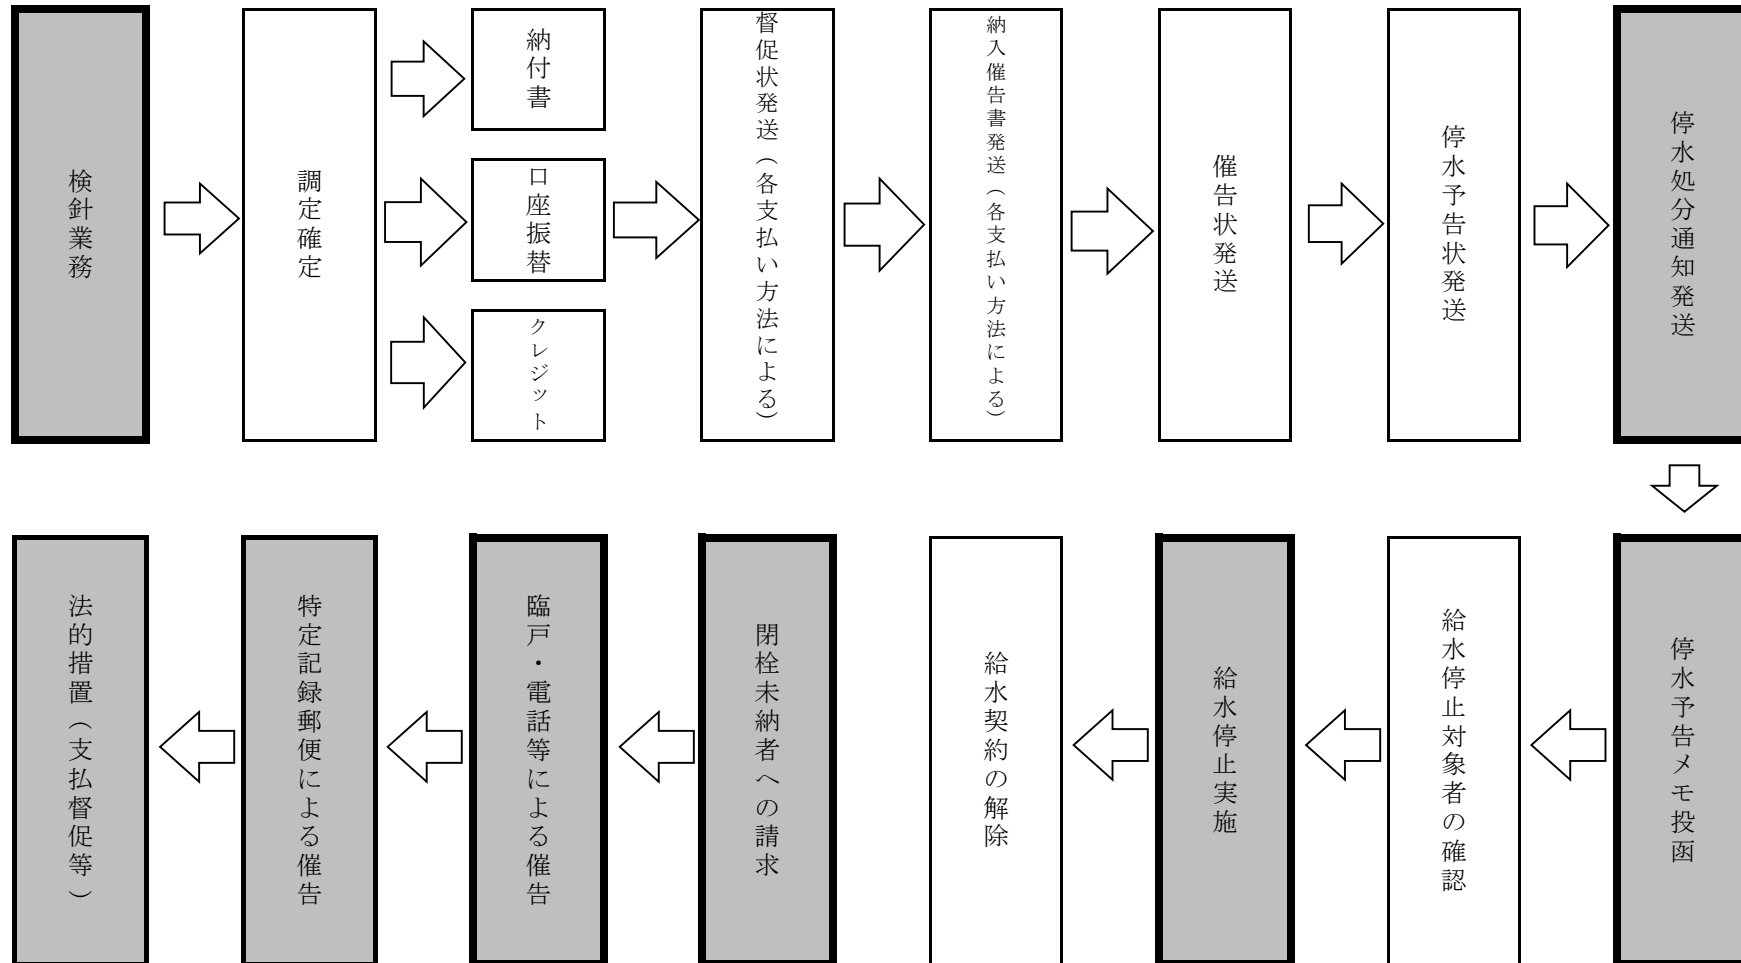 検針業務
調定確定
納付書
口座振替
クレジット
督促状発送（各支払い方法による）
納入催告書発送（各支払い方法による）
催告状発送
停水予告状発送
停水処分通知発送
停水予告メモ投函
給水停止対象者の確認
給水停止実施
給水契約の解除
閉栓未納者への請求
臨戸・電話等による催告
特定記録郵便による催告
法的措置（支払督促等）